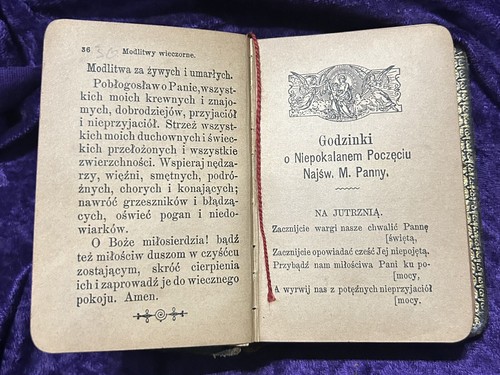 36 36 Modlitwy wieczorne.
Modlitwa za żywych i umarłych.
Pobłogosław o Panie, wszyst-
kich moich krewnych i znajo-
mych, dobrodziejów, przyjaciół
i nieprzyjaciół. Strzeż wszyst-
kich moich duchownych i świec-
kich przełożonych i wszystkie
zwierzchności. Wspieraj nędza-
rzy, więźni, smętnych, podróż-
nych, chorych i konających;
nawróć grzeszników i błądzą-
cych, oświeć pogan i niedo-
wiarków.
O Boże miłosierdzia! bądź
też miłościw duszom w czyśćcu
zostającym, skróć cierpienia
ich i zaprowadź je do wiecznego
pokoju. Amen.
Godzinki
o Niepokalanem Poczęciu
Najśw. M. Panny.
NA JUTRZNIĄ.
Zacznijcie wargi nasze chwalić Pannę
[świętą,
Zacznijcie opowiadać cześć Jej niepojętą.
Przybądź nam miłościwa Pani ku po-
[mocy,
A wyrwij nas z potężnych nieprzyjaciół
[mocy.